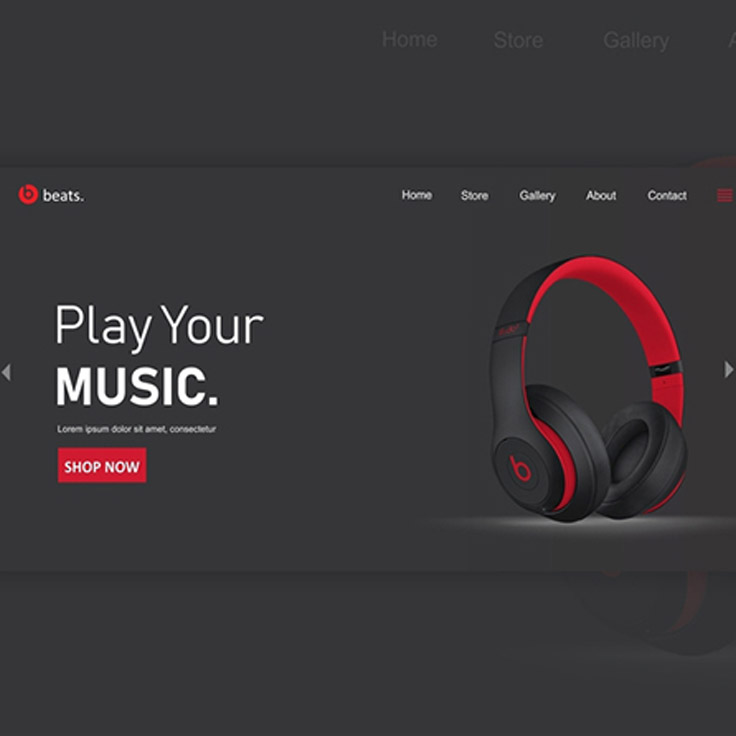 Home Store Gallery A
beats.
Home Store Gallery About Contact
Play Your
MUSIC.
Lorem ipsum dolor sit amet, consectetur
SHOP NOW
b